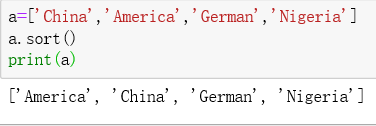 a=['China','America','German','Nigeria']
a.sort()
print(a)
['America', 'China', 'German', 'Nigeria']